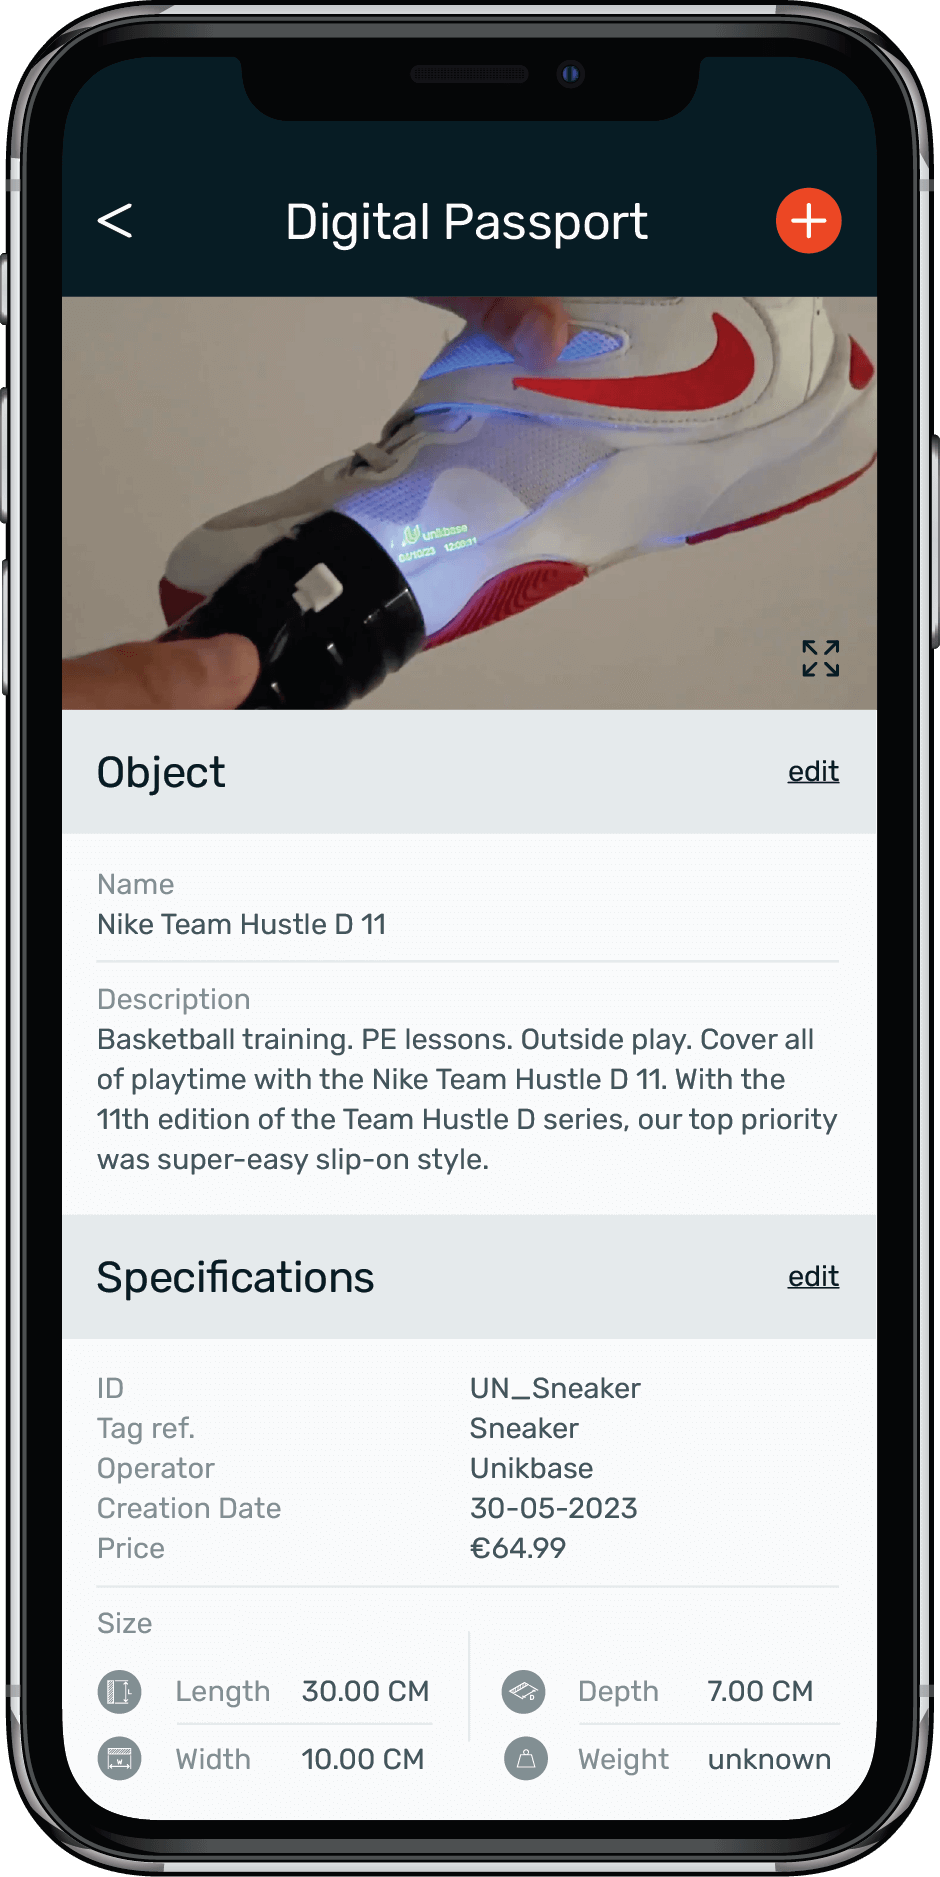 <
Digital Passport
+
unikbase
04/10/23 12:09:11
Object
edit
Name
Nike Team Hustle D 11
Description
Basketball training. PE lessons. Outside play. Cover all
of playtime with the Nike Team Hustle D 11. With the
11th edition of the Team Hustle D series, our top priority
was super-easy slip-on style.
Specifications
edit
ID UN_Sneaker
Tag ref. Sneaker
Operator Unikbase
Creation Date 30-05-2023
Price €64.99
Size
L Length 30.00 CM D Depth 7.00 CM
W Width 10.00 CM Weight unknown